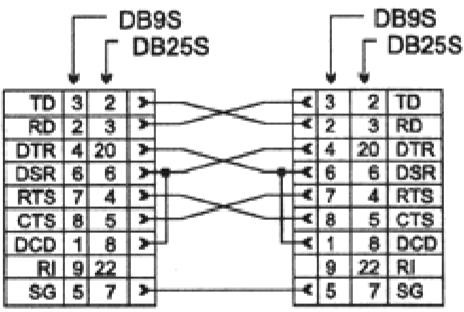 DB9S DB9S
DB25S DB25S
TD 3 2 3 2 TD
RD 2 3 2 3 RD
DTR 4 20 4 20 DTR
DSR 6 6 6 6 DSR
RTS 7 4 7 4 RTS
CTS 8 5 8 5 CTS
DCD 1 8 1 8 DCD
RI 9 22 9 22 RI
SG 5 7 5 7 SG